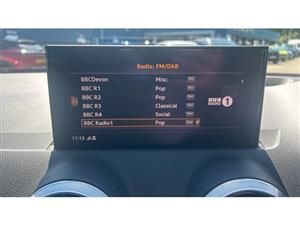 Radio: FM/DAB
BBCDevon Misc.
BBC R1 Pop
BBC R2 Pop
BBC R3 Classical
BBC R4 Social
BBC Radio1 Pop
BBC RADIO 1
11:13